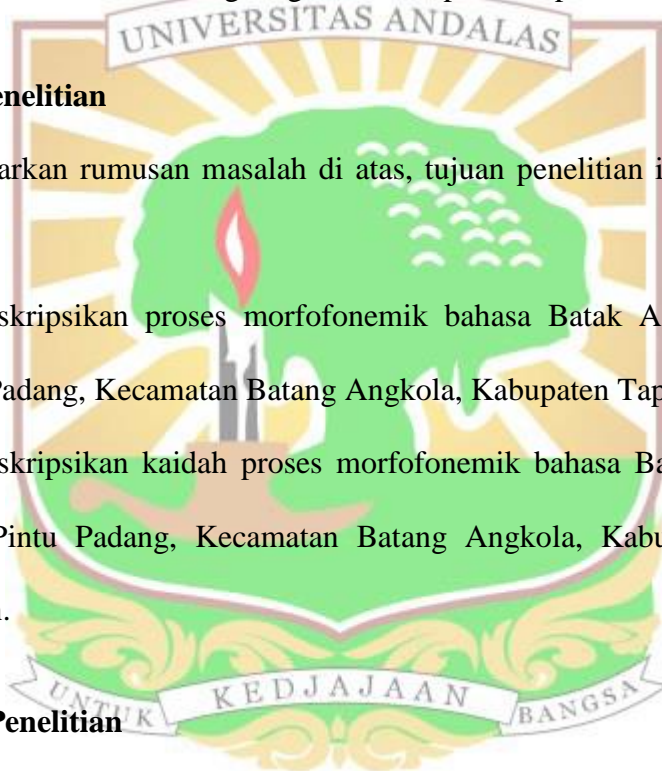 UNIVERSITAS ANDALAS
enelitian
arkan rumusan masalah di atas, tujuan penelitian i
skripsikan proses morfofonemik bahasa Batak A
Padang, Kecamatan Batang Angkola, Kabupaten Tap
skripsikan kaidah proses morfofonemik bahasa Ba
Pintu Padang, Kecamatan Batang Angkola, Kabu
.
UNTUK KEDJAJAAN BANGSA
Penelitian